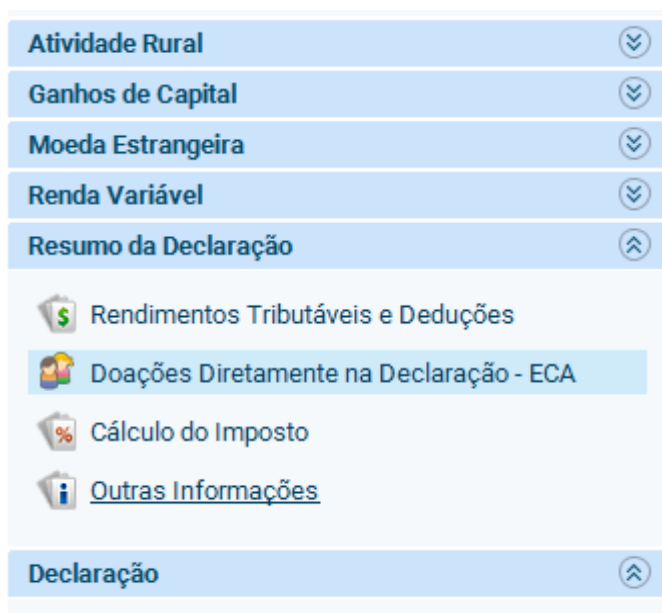 Atividade Rural
Ganhos de Capital
Moeda Estrangeira
Renda Variável
Resumo da Declaração
Rendimentos Tributáveis e Deduções
Doações Diretamente na Declaração - ECA
Cálculo do Imposto
Outras Informações
Declaração